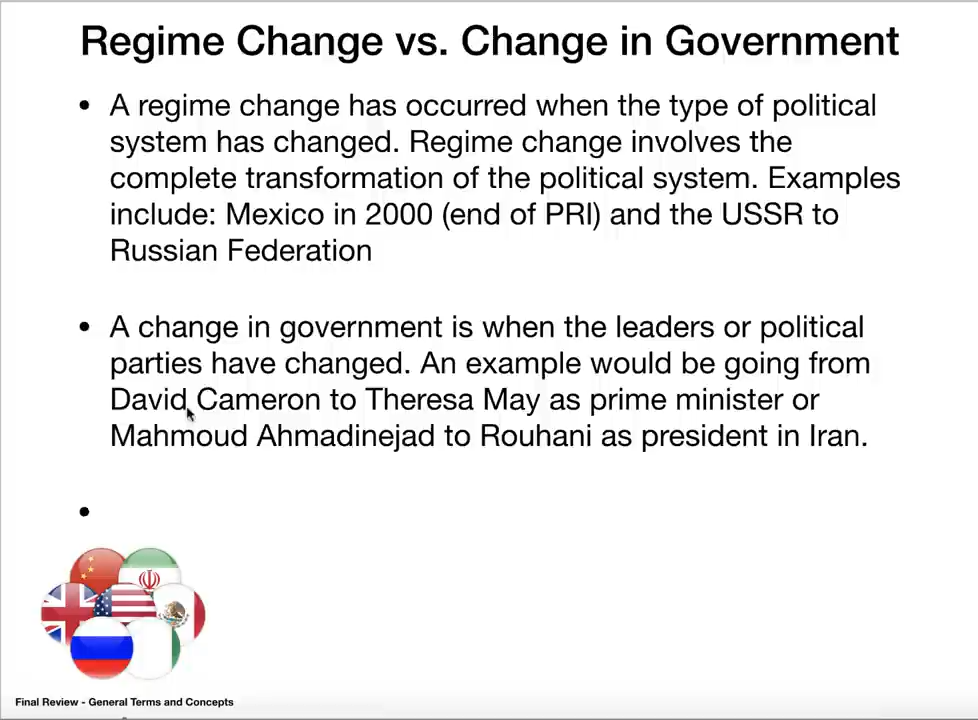 Regime Change vs. Change in Government
• A regime change has occurred when the type of political
system has changed. Regime change involves the
complete transformation of the political system. Examples
include: Mexico in 2000 (end of PRI) and the USSR to
Russian Federation
• A change in government is when the leaders or political
parties have changed. An example would be going from
David Cameron to Theresa May as prime minister or
Mahmoud Ahmadinejad to Rouhani as president in Iran.
•
Final Review - General Terms and Concepts